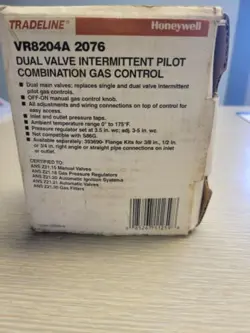 TRADELINE® Honeywell
VR8204A 2076
DUAL VALVE INTERMITTENT PILOT
COMBINATION GAS CONTROL
• Dual main valves; replaces single and dual valve intermittent
pilot gas controls.
• OFF-ON manual gas control knob.
• All adjustments and wiring connections on top of control for
easy access.
• Inlet and outlet pressure taps.
• Ambient temperature range 0° to 175°F.
• Pressure regulator set at 3.5 in. wc; adj. 3-5 in. wc
• Not compatible with S86G.
• Available separately: 393690- Flange Kits for 3/8 in., 1/2 in
or 3/4 in, right angle or straight pipe connections on inlet
or outlet.
CERTIFIED TO:
ANS Z21.15 Manual Valves
ANS Z21.18 Gas Pressure Regulators
ANS Z21.20 Automatic Ignition Systems
ANS Z21.21 Automatic Valves
ANS Z21.35 Gas Filters